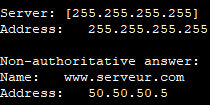 Server: [255.255.255.255]
Address: 255.255.255.255
Non-authoritative answer:
Name: www.serveur.com
Address: 50.50.50.5